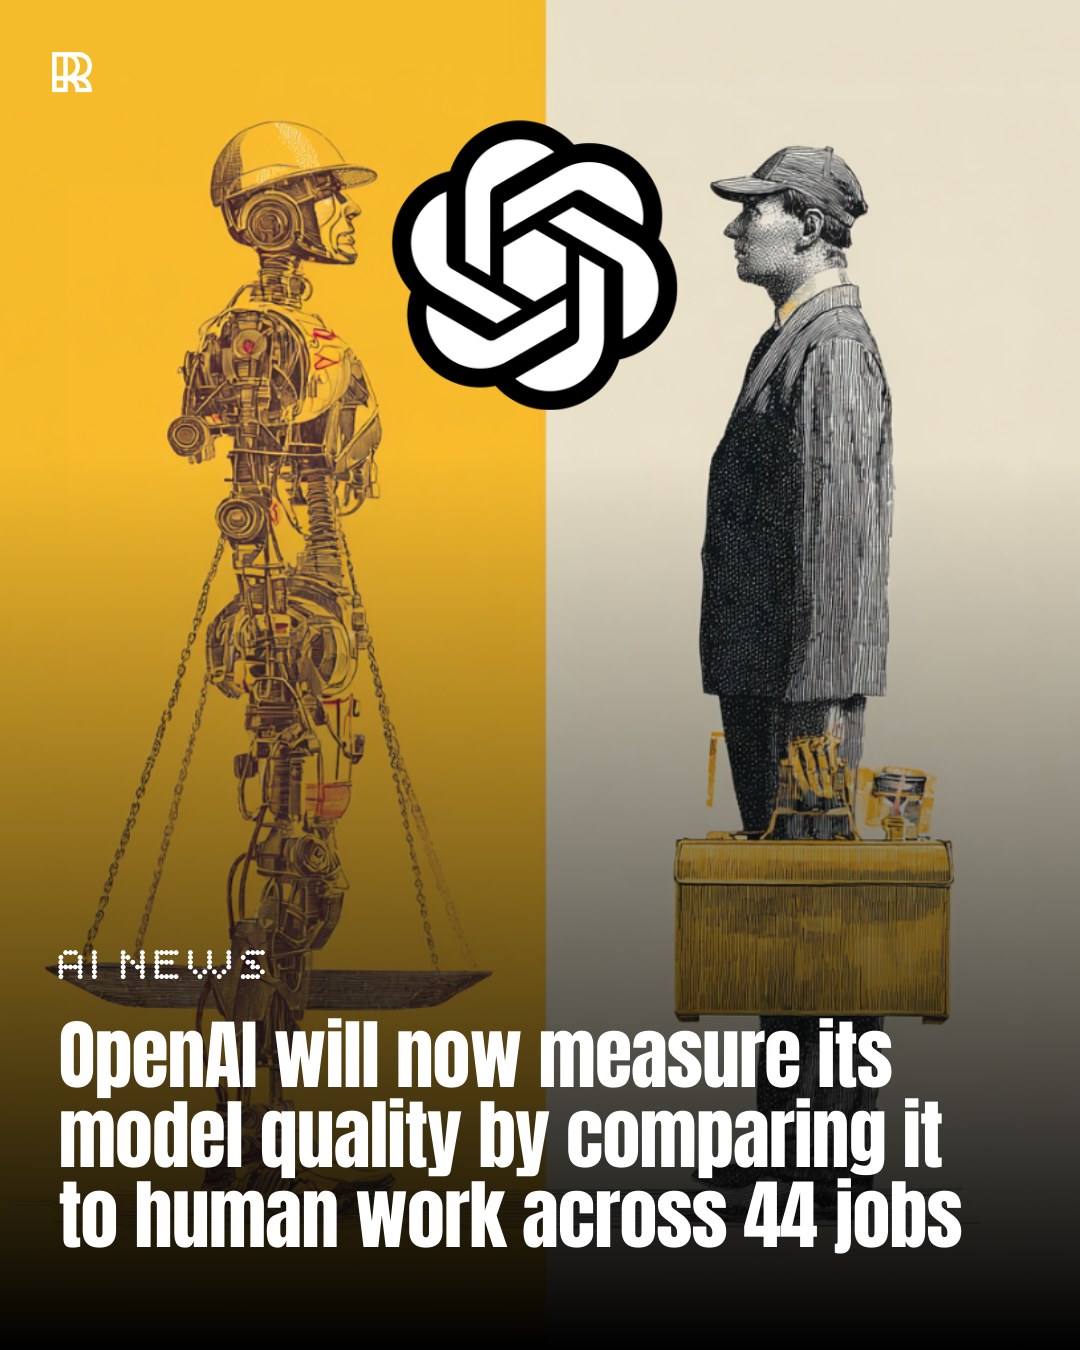 R
AI NEWS
OpenAI will now measure its
model quality by comparing it
to human work across 44 jobs